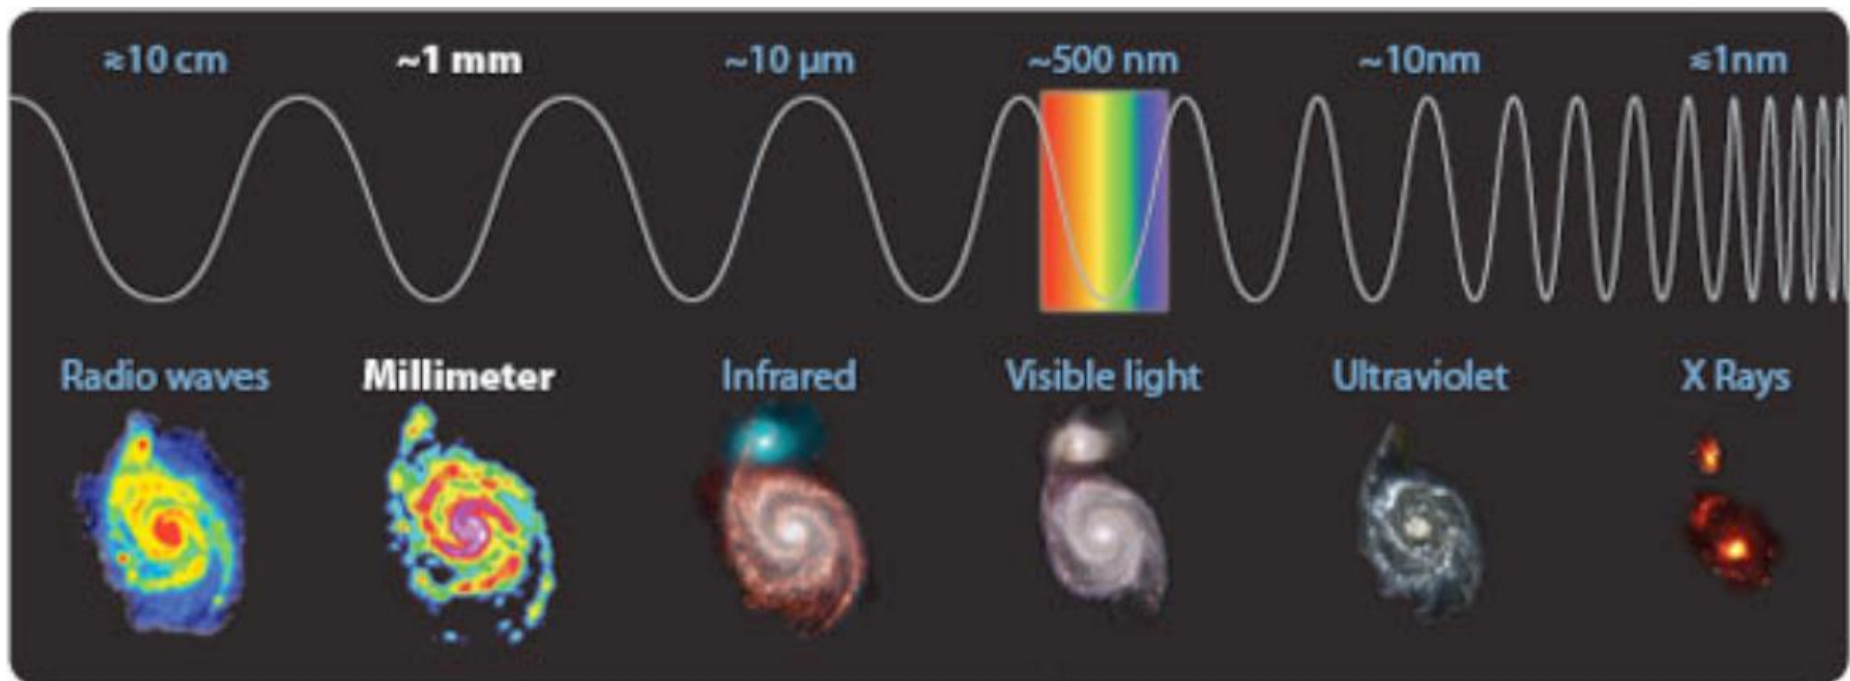 ≳10 cm ~1 mm ~10 µm ~500 nm ~10nm ≲1nm
Radio waves Millimeter Infrared Visible light Ultraviolet X Rays